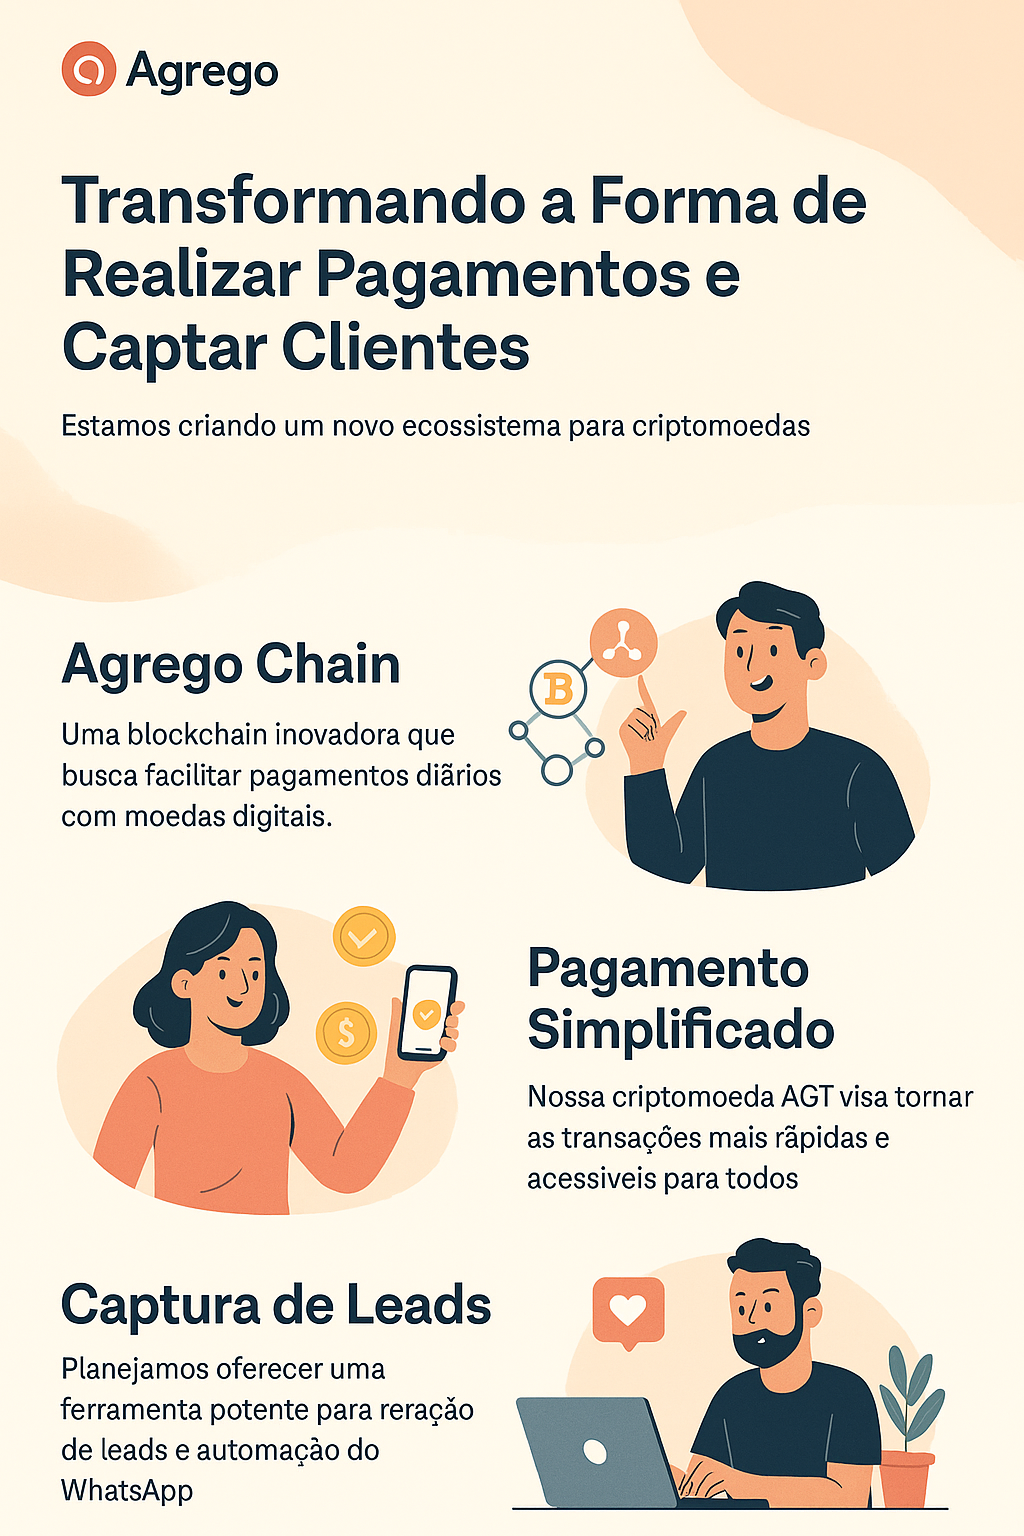 Agrego
Transformando a Forma de
Realizar Pagamentos e
Captar Clientes
Estamos criando um novo ecossistema para criptomoedas
Agrego Chain
Uma blockchain inovadora que
busca facilitar pagamentos diãrios
com moedas digitais.
B
$
Pagamento
Simplificado
Nossa criptomoeda AGT visa tornar
as transações mais rãpidas e
acessiveis para todos
Captura de Leads
Planejamos oferecer uma
ferramenta potente para reraçǎo
de leads e automaçào do
WhatsApp